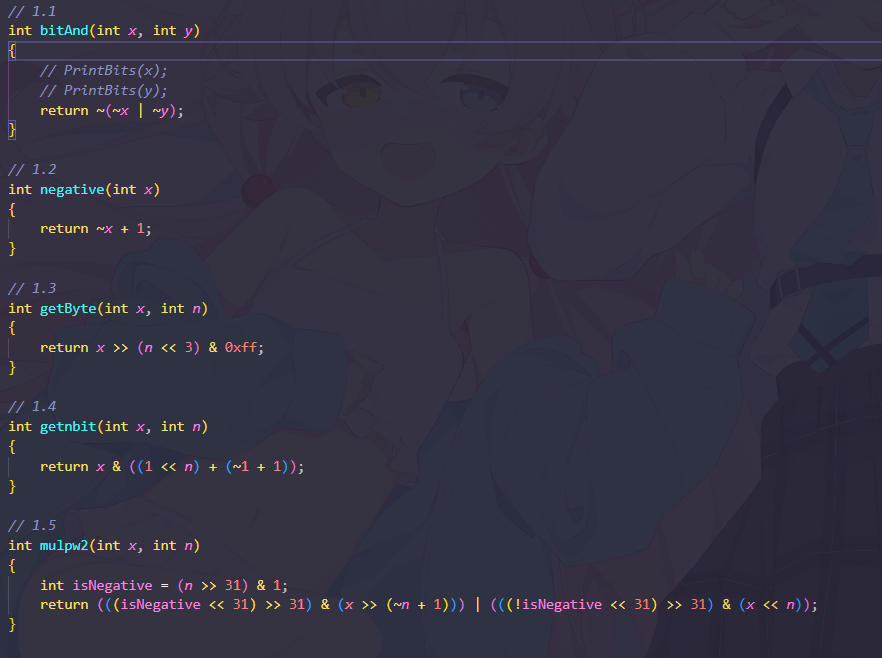 // 1.1
int bitAnd(int x, int y)
{
    // PrintBits(x);
    // PrintBits(y);
    return ~(~x | ~y);
}

// 1.2
int negative(int x)
{
    return ~x + 1;
}

// 1.3
int getByte(int x, int n)
{
    return x >> (n << 3) & 0xff;
}

// 1.4
int getnbit(int x, int n)
{
    return x & ((1 << n) + (~1 + 1));
}

// 1.5
int mulpw2(int x, int n)
{
    int isNegative = (n >> 31) & 1;
    return (((isNegative << 31) >> 31) & (x >> (~n + 1))) | (((!isNegative << 31) >> 31) & (x << n));
}